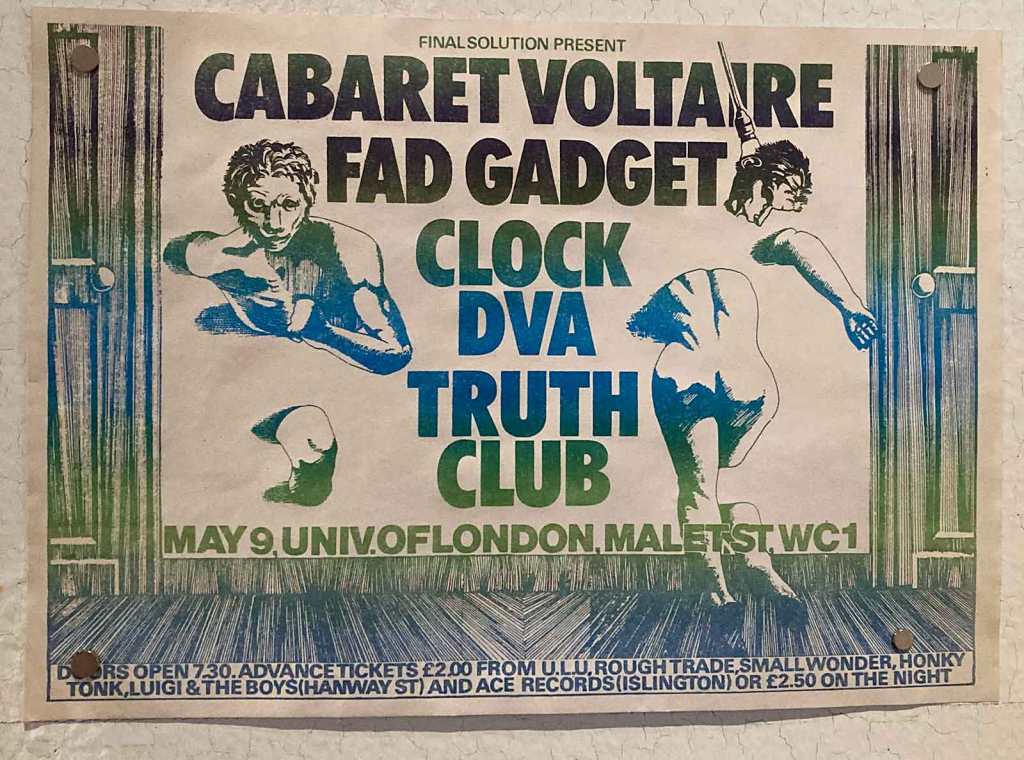 FINAL SOLUTION PRESENT
CABARET VOLTAIRE
FAD GADGET
CLOCK
DVA
TRUTH
CLUB
MAY 9, UNIV. OF LONDON, MALET ST, WC1
DOORS OPEN 7.30. ADVANCE TICKETS £2.00 FROM U.L.U, ROUGH TRADE, SMALL WONDER, HONKY
TONK, LUIGI & THE BOYS (HANWAY ST) AND ACE RECORDS (ISLINGTON) OR £2.50 ON THE NIGHT